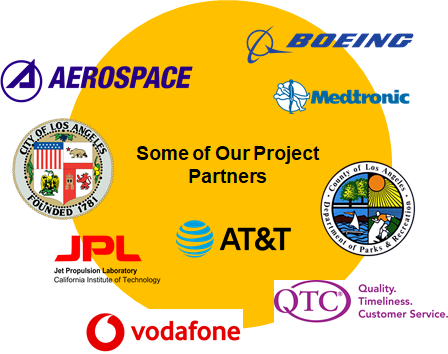 BOEING
AEROSPACE
Medtronic
CITY OF LOS ANGELES
FOUNDED 1781
Some of Our Project
Partners
County of Los Angeles
Department of Parks & Recreation
JPL
Jet Propulsion Laboratory
California Institute of Technology
AT&T
QTC
Quality.
Timeliness.
Customer Service.
vodafone